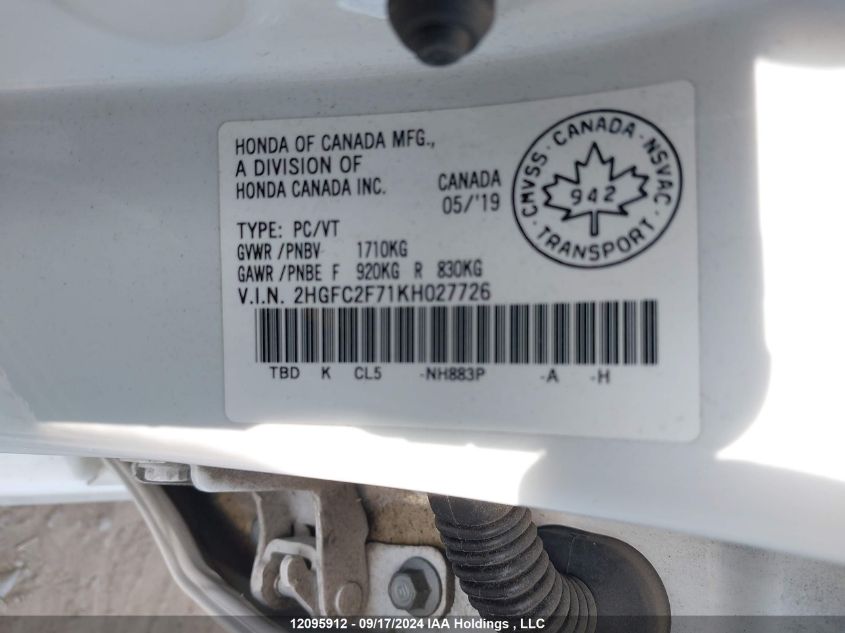 HONDA OF CANADA MFG.,
A DIVISION OF
HONDA CANADA INC.
CANADA
05/'19
TYPE: PC/VT
GVWR /PNBV 1710KG
GAWR /PNBE F 920KG R 830KG
V.I.N. 2HGFC2F71KH027726
TBD K CL5 -NH883P -A -H
CMVSS · CANADA · NSVAC · TRANSPORT ·
942
12095912 - 09/17/2024 IAA Holdings , LLC